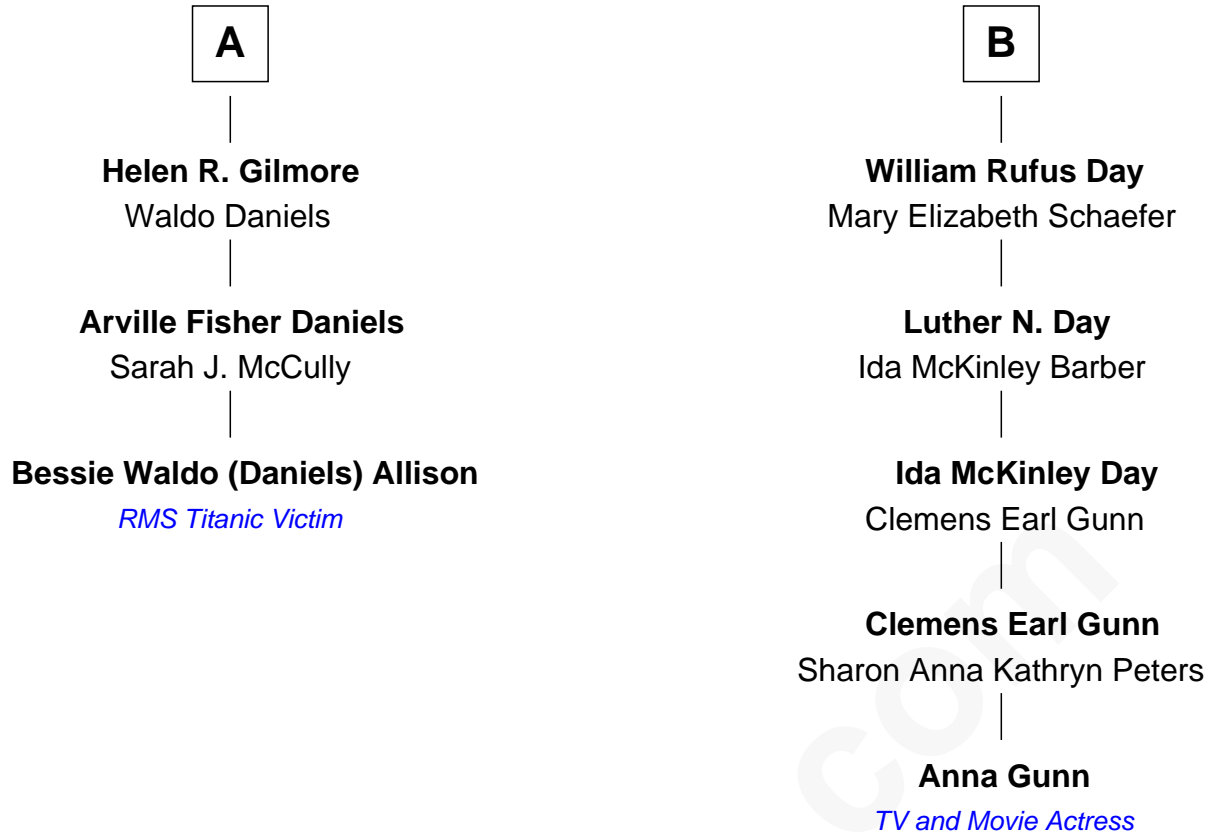 A
Helen R. Gilmore
Waldo Daniels
Arville Fisher Daniels
Sarah J. McCully
Bessie Waldo (Daniels) Allison
RMS Titanic Victim
B
William Rufus Day
Mary Elizabeth Schaefer
Luther N. Day
Ida McKinley Barber
Ida McKinley Day
Clemens Earl Gunn
Clemens Earl Gunn
Sharon Anna Kathryn Peters
Anna Gunn
TV and Movie Actress
com